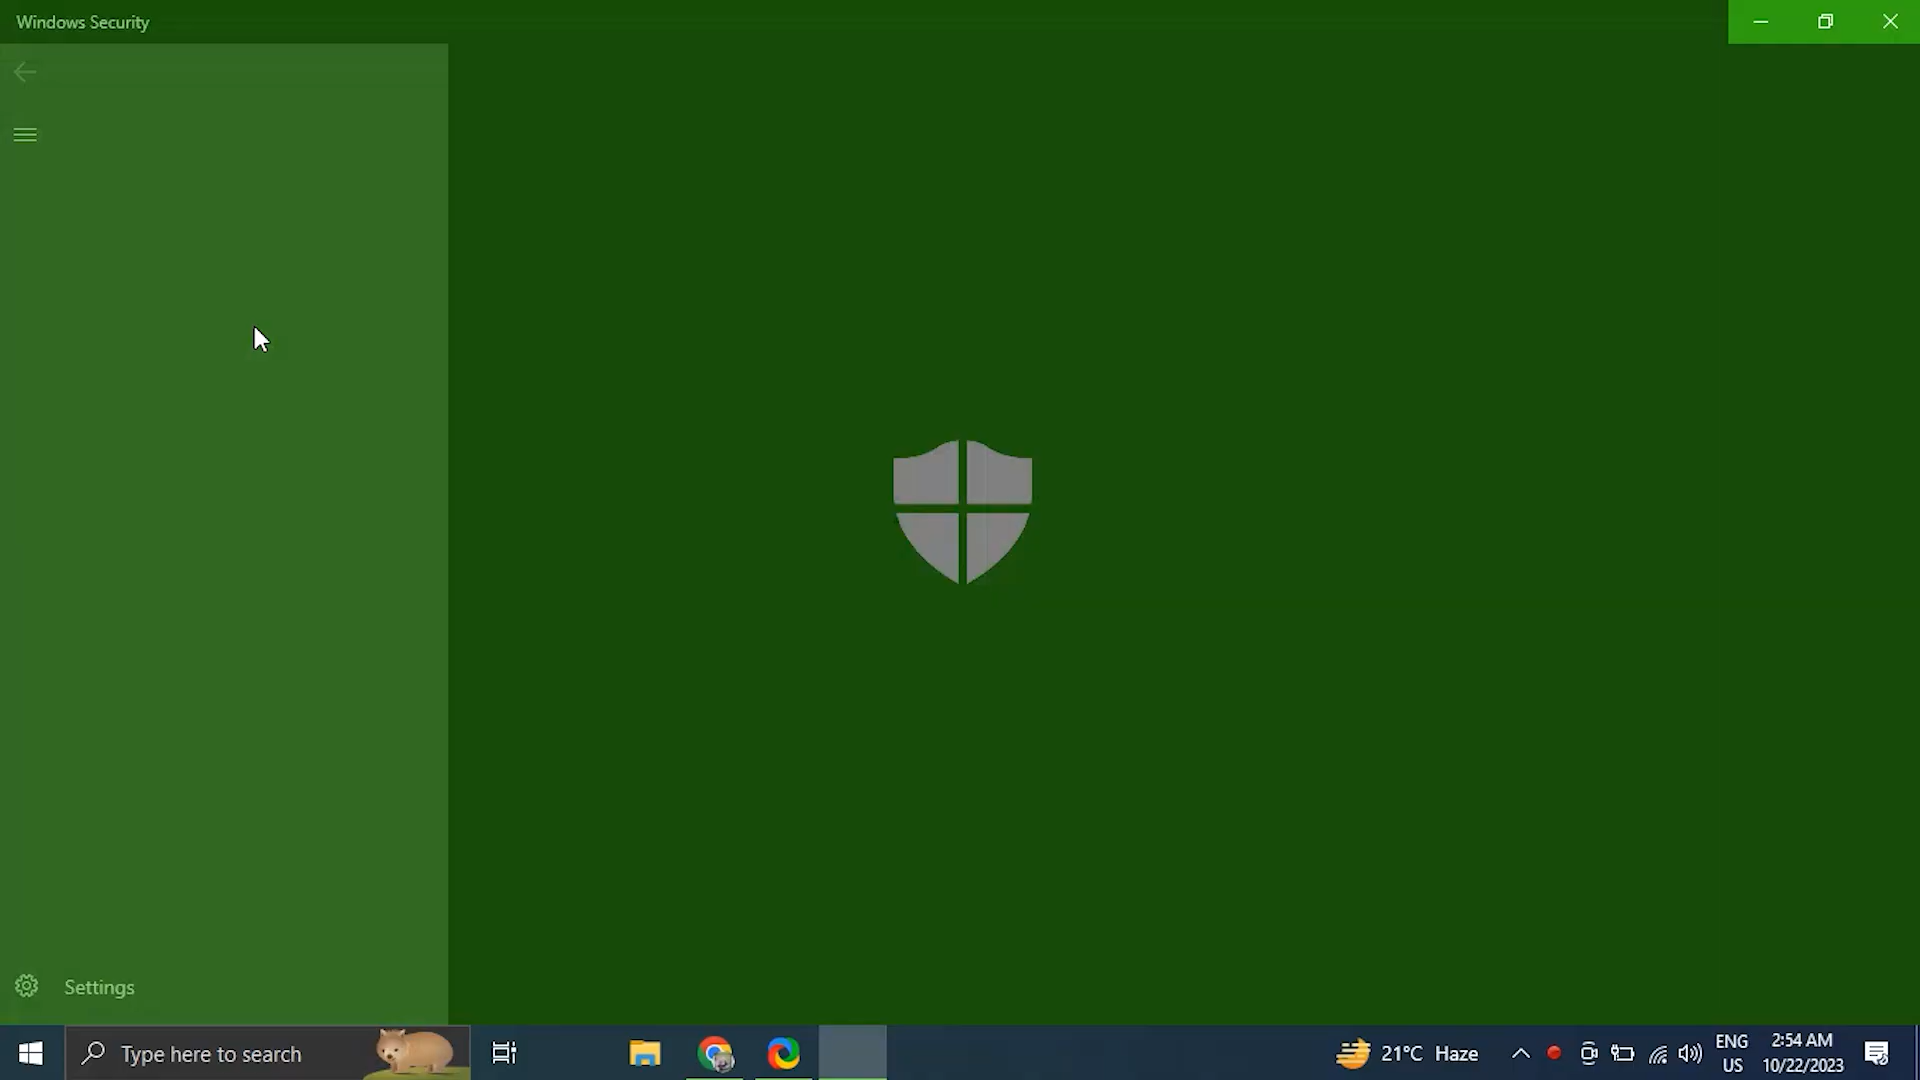 Windows Security
Settings
Type here to search
21°C Haze
ENG
US
2:54 AM
10/22/2023